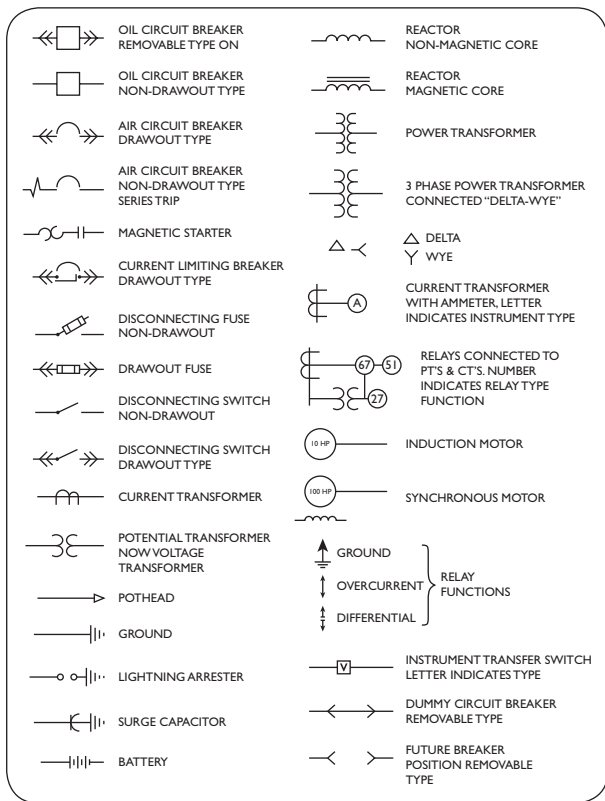 OIL CIRCUIT BREAKER
REMOVABLE TYPE ON
OIL CIRCUIT BREAKER
NON-DRAWOUT TYPE
AIR CIRCUIT BREAKER
DRAWOUT TYPE
AIR CIRCUIT BREAKER
NON-DRAWOUT TYPE
SERIES TRIP
MAGNETIC STARTER
CURRENT LIMITING BREAKER
DRAWOUT TYPE
DISCONNECTING FUSE
NON-DRAWOUT
DRAWOUT FUSE
DISCONNECTING SWITCH
NON-DRAWOUT
DISCONNECTING SWITCH
DRAWOUT TYPE
CURRENT TRANSFORMER
POTENTIAL TRANSFORMER
NOW VOLTAGE
TRANSFORMER
POTHEAD
GROUND
LIGHTNING ARRESTER
SURGE CAPACITOR
BATTERY
REACTOR
NON-MAGNETIC CORE
REACTOR
MAGNETIC CORE
POWER TRANSFORMER
3 PHASE POWER TRANSFORMER
CONNECTED “DELTA-WYE”
DELTA
WYE
A
CURRENT TRANSFORMER
WITH AMMETER, LETTER
INDICATES INSTRUMENT TYPE
67 51
27
RELAYS CONNECTED TO
PT'S & CT'S. NUMBER
INDICATES RELAY TYPE
FUNCTION
10 HP
INDUCTION MOTOR
100 HP
SYNCHRONOUS MOTOR
GROUND
OVERCURRENT
DIFFERENTIAL
RELAY
FUNCTIONS
V
INSTRUMENT TRANSFER SWITCH
LETTER INDICATES TYPE
DUMMY CIRCUIT BREAKER
REMOVABLE TYPE
FUTURE BREAKER
POSITION REMOVABLE
TYPE